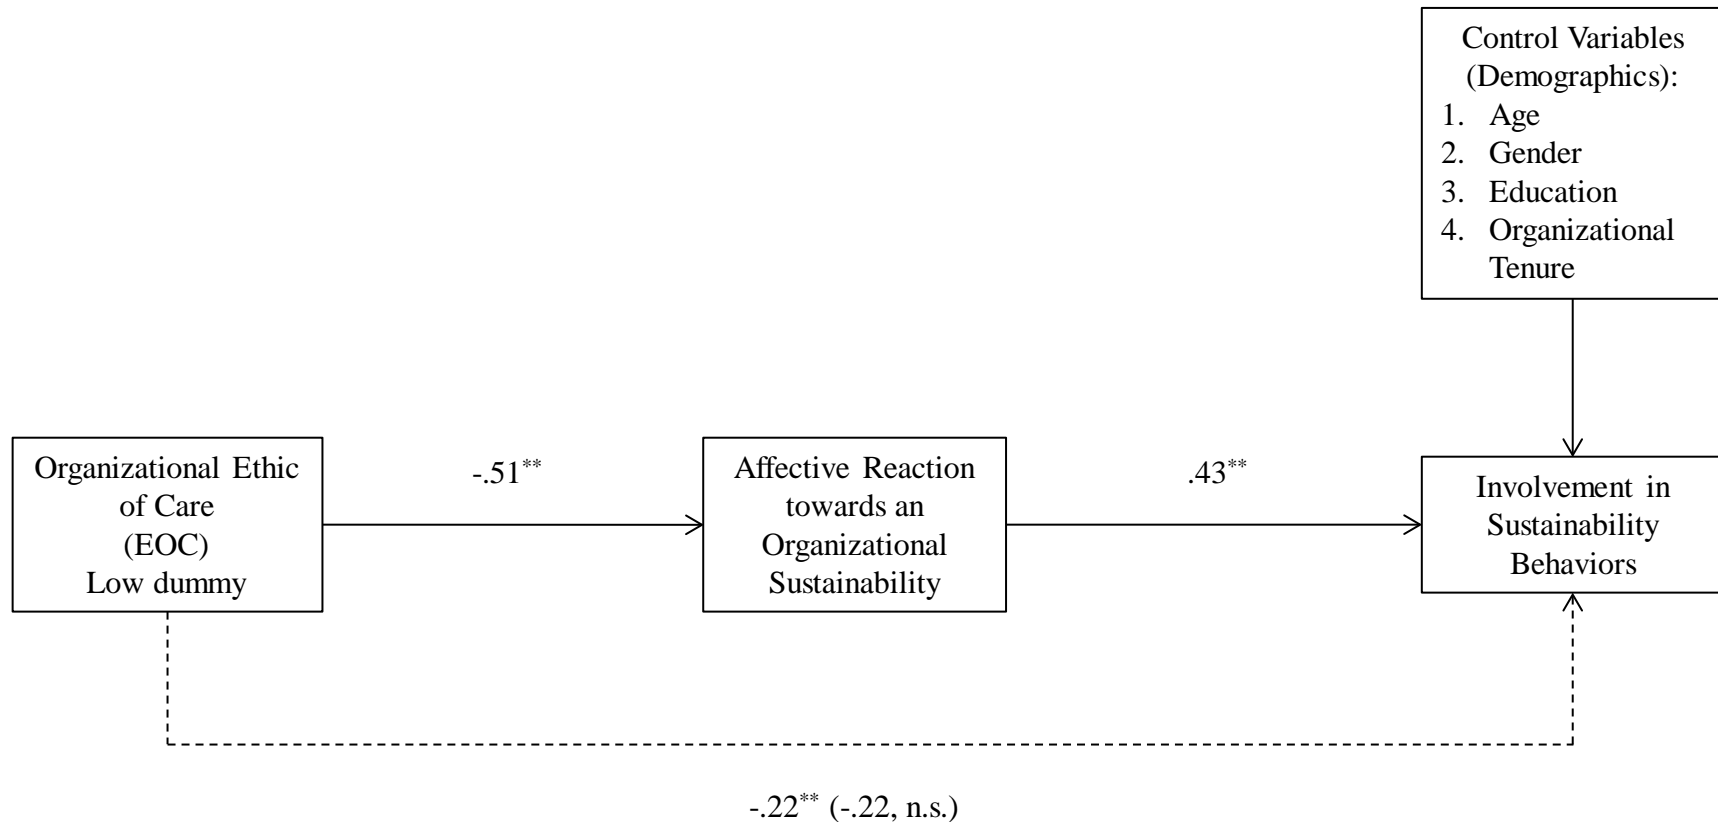 Control Variables
(Demographics):
1. Age
2. Gender
3. Education
4. Organizational
Tenure
Organizational Ethic
of Care
(EOC)
Low dummy
-.51**
Affective Reaction
towards an
Organizational
Sustainability
.43**
Involvement in
Sustainability
Behaviors
-.22** (-.22, n.s.)